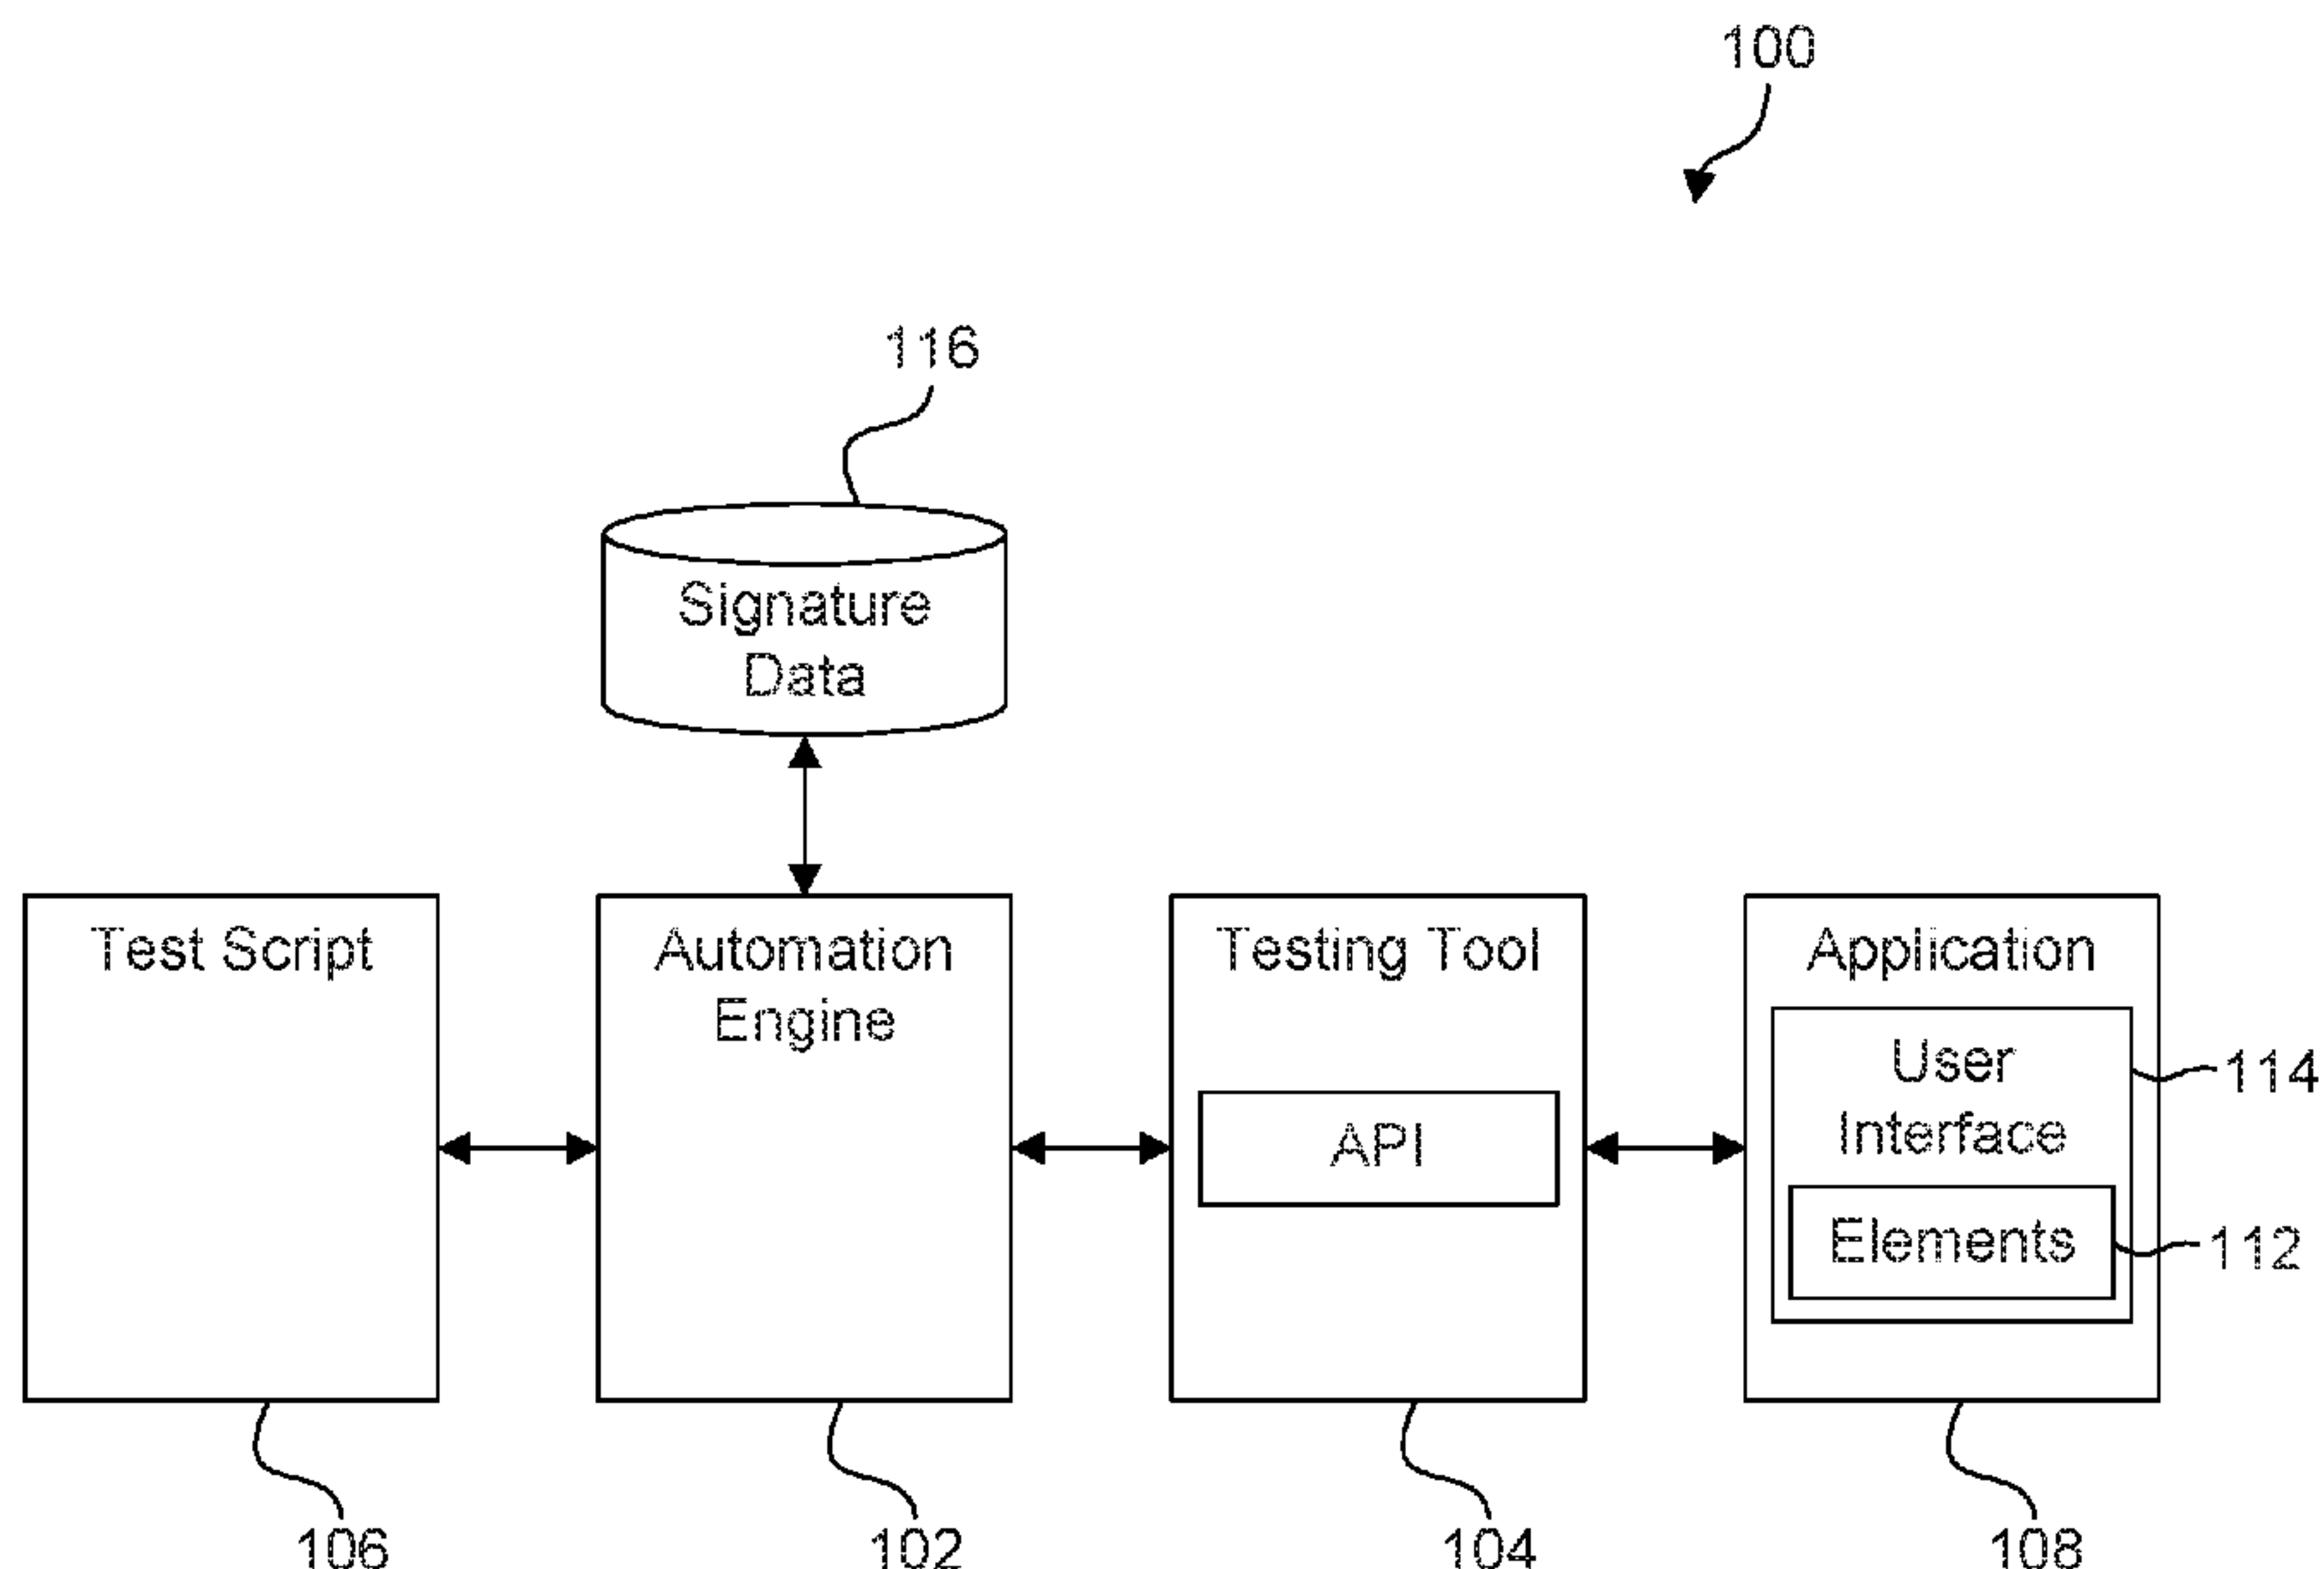 100
116
Signature
Data
Test Script
Automation
Engine
Testing Tool
API
Application
User
Interface
Elements
114
112
106
102
104
108